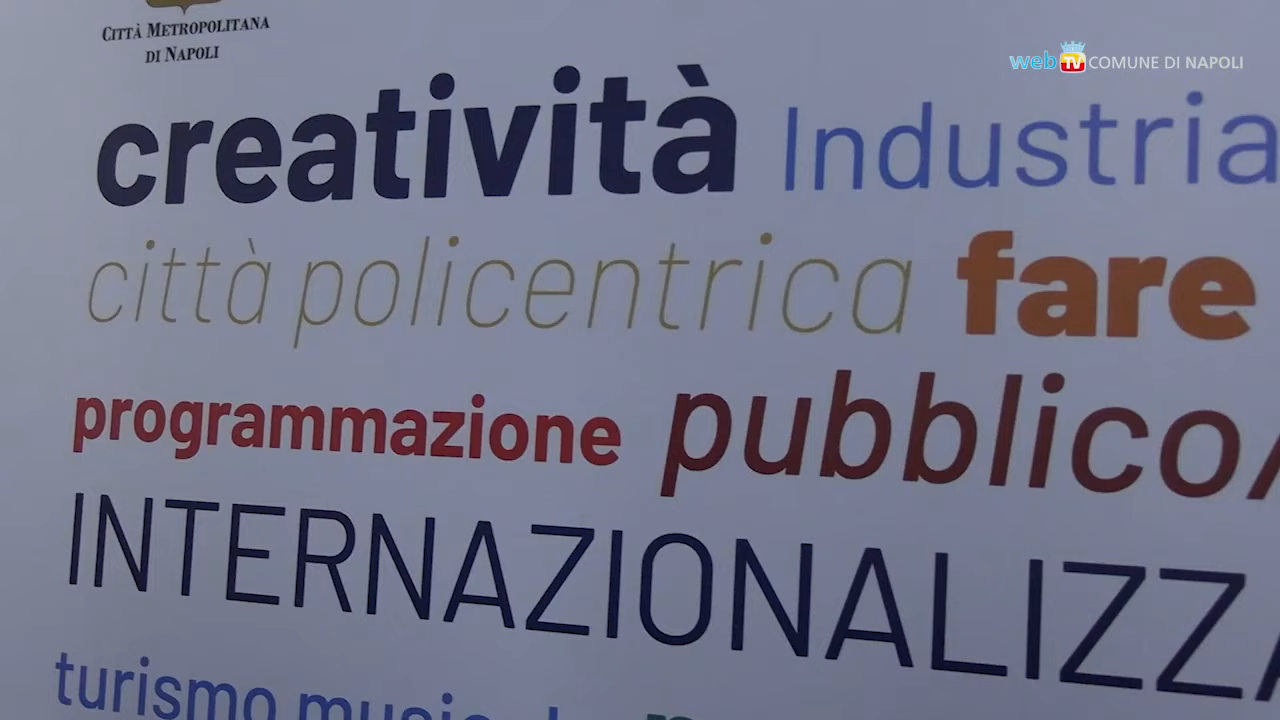 CITTÀ METROPOLITANA
DI NAPOLI
web TV COMUNE DI NAPOLI
creatività Industria
città policentrica fare
programmazione pubblico/
INTERNAZIONALIZZA
turismo